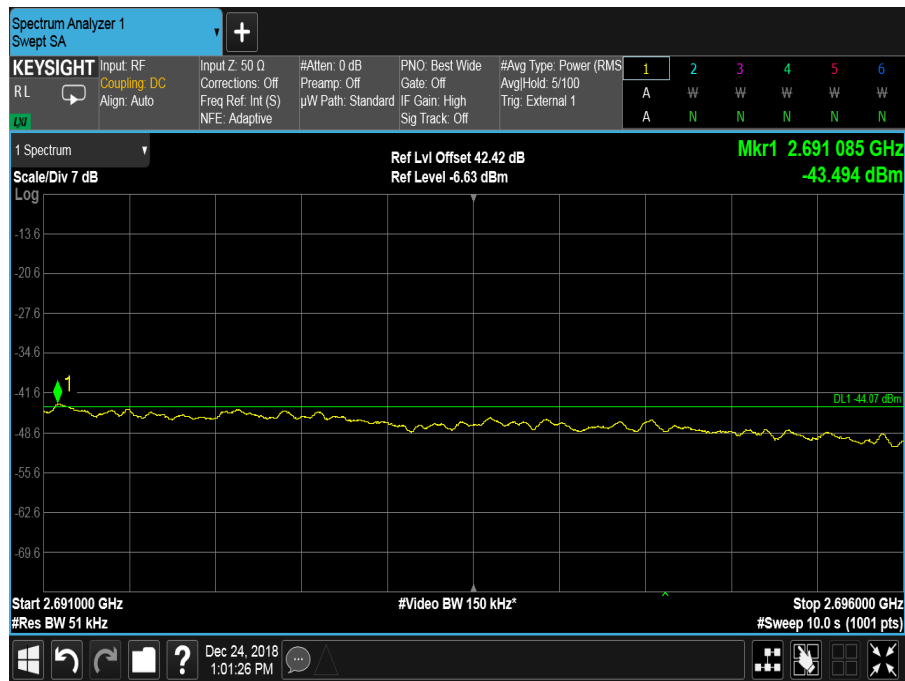 Spectrum Analyzer 1
Swept SA
+
KEYSIGHT
RL
LXI
Input: RF
Coupling: DC
Align: Auto
Input Z: 50 Ω
Corrections: Off
Freq Ref: Int (S)
NFE: Adaptive
#Atten: 0 dB
Preamp: Off
µW Path: Standard
PNO: Best Wide
Gate: Off
IF Gain: High
Sig Track: Off
#Avg Type: Power (RMS
Avg|Hold: 5/100
Trig: External 1
1 2 3 4 5 6
A W W W W W
A N N N N N
1 Spectrum
Scale/Div 7 dB
Ref Lvl Offset 42.42 dB
Ref Level -6.63 dBm
Mkr1 2.691 085 GHz
-43.494 dBm
Log
-13.6
-20.6
-27.6
-34.6
-41.6
1
DL1 -44.07 dBm
-48.6
-55.6
-62.6
-69.6
Start 2.691000 GHz
#Res BW 51 kHz
#Video BW 150 kHz*
Stop 2.696000 GHz
#Sweep 10.0 s (1001 pts)
?
Dec 24, 2018
1:01:26 PM